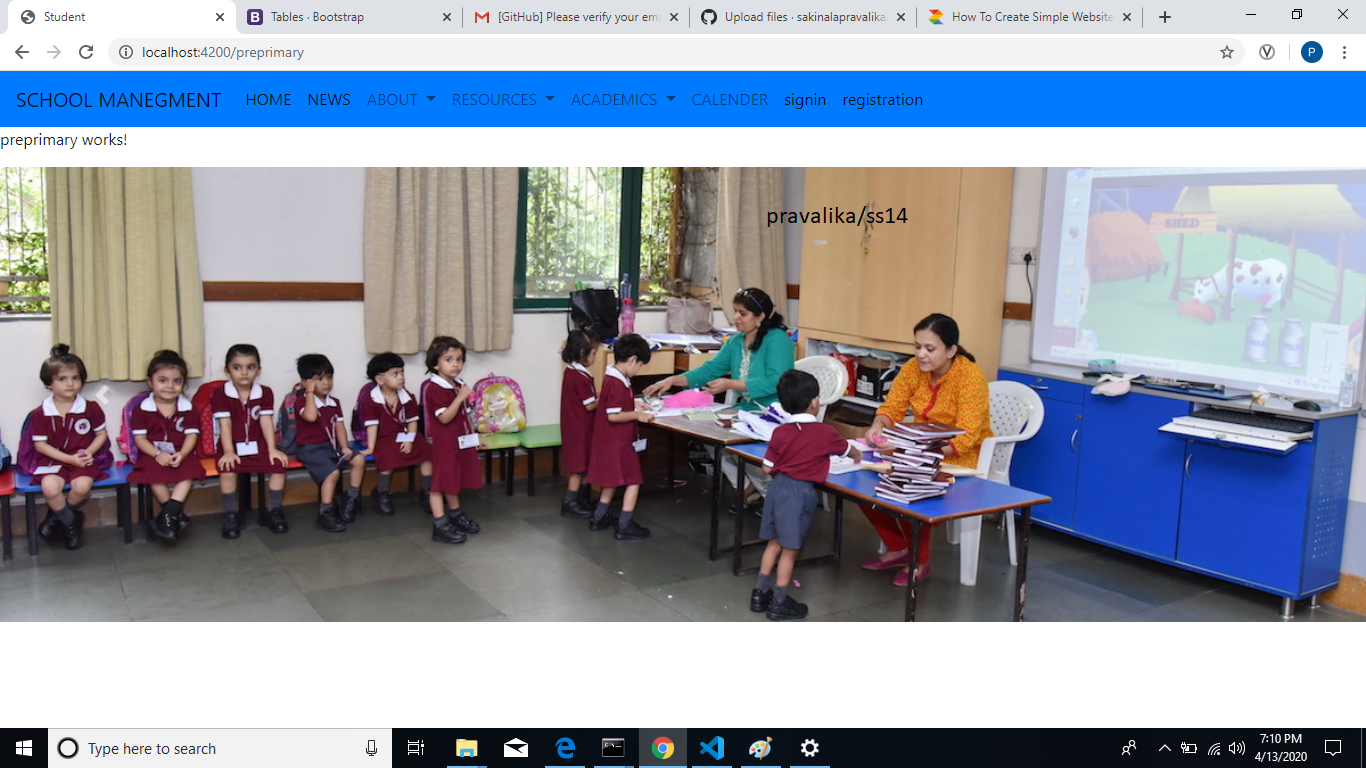 Student
Tables · Bootstrap
[GitHub] Please verify your ema
Upload files · sakinalapravalika
How To Create Simple Website
localhost:4200/preprimary
P
SCHOOL MANEGMENT HOME NEWS ABOUT RESOURCES ACADEMICS CALENDER signin registration
preprimary works!
pravalika/ss14
SHED
Type here to search
7:10 PM
4/13/2020